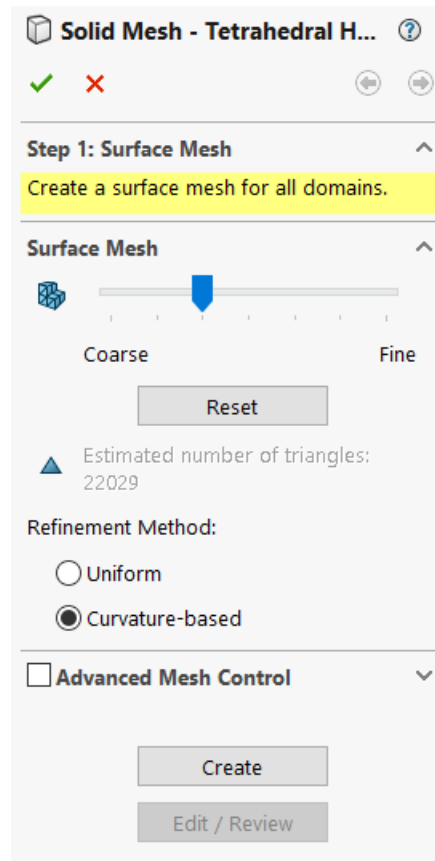 Solid Mesh - Tetrahedral H...
Step 1: Surface Mesh
Create a surface mesh for all domains.
Surface Mesh
Coarse
Fine
Reset
Estimated number of triangles:
22029
Refinement Method:
Uniform
Curvature-based
Advanced Mesh Control
Create
Edit / Review